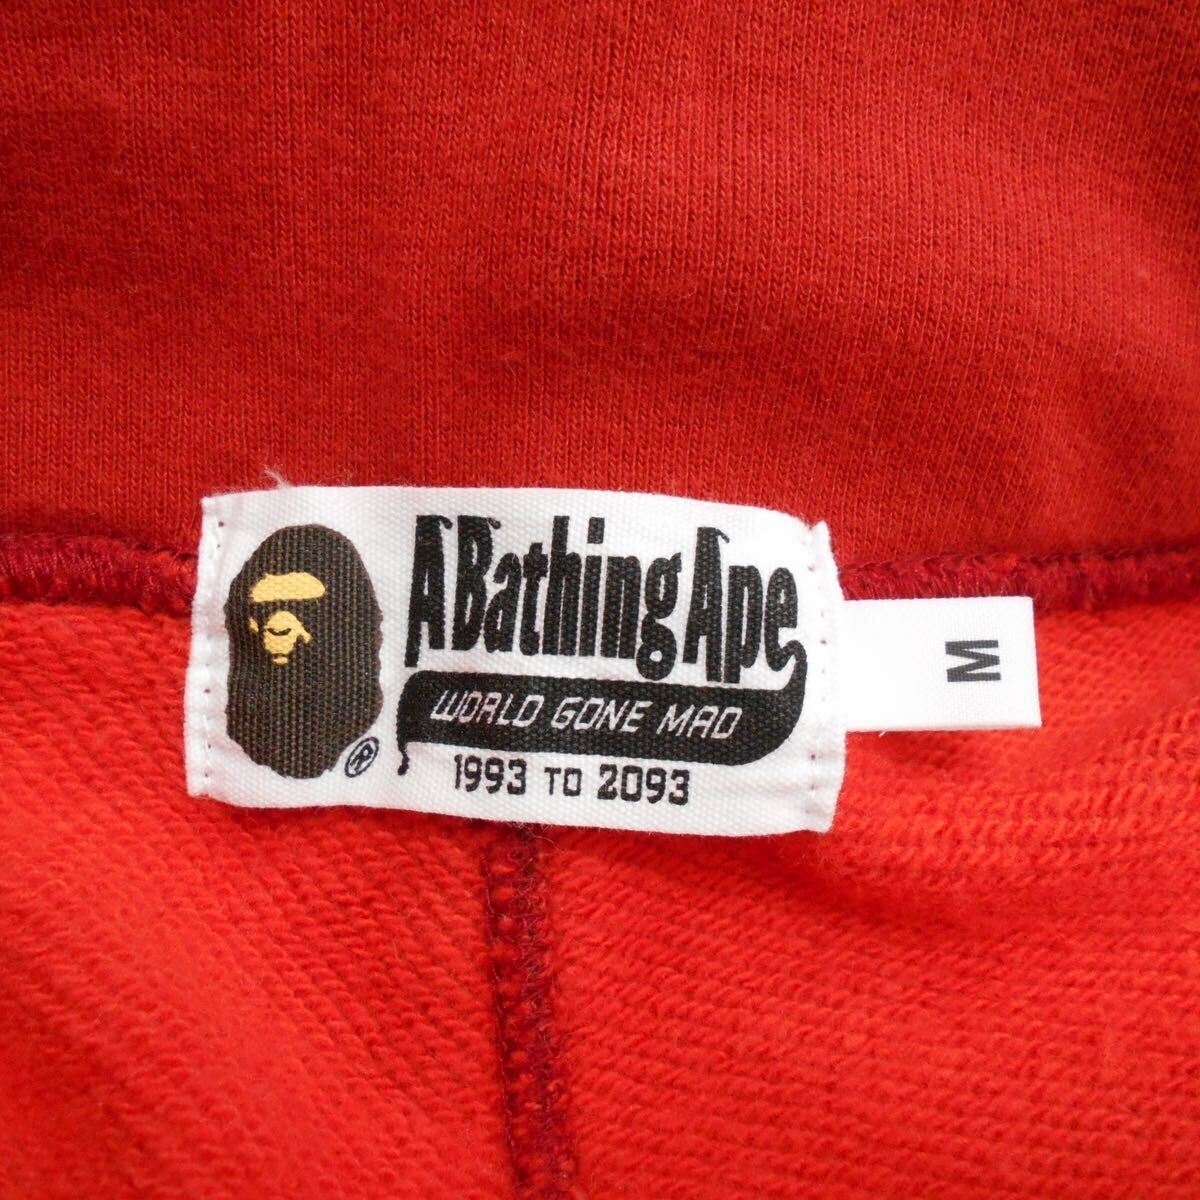 A Bathing Ape
WORLD GONE MAD
®
1993 TO 2093
M